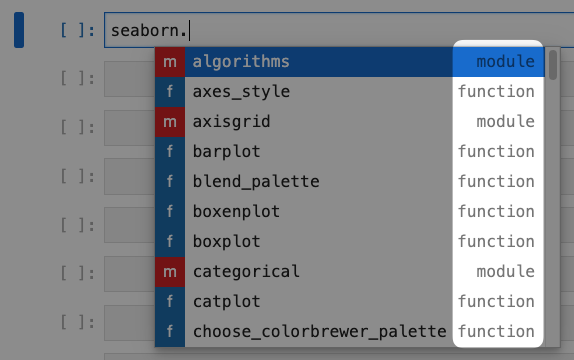 [ ]: seaborn.
m algorithms module
[ ]: f axes_style function
m axisgrid module
[ ]: f barplot function
[ ]: f blend_palette function
f boxenplot function
[ ]: f boxplot function
[ ]: m categorical module
f catplot function
[ ]: f choose_colorbrewer_palette function